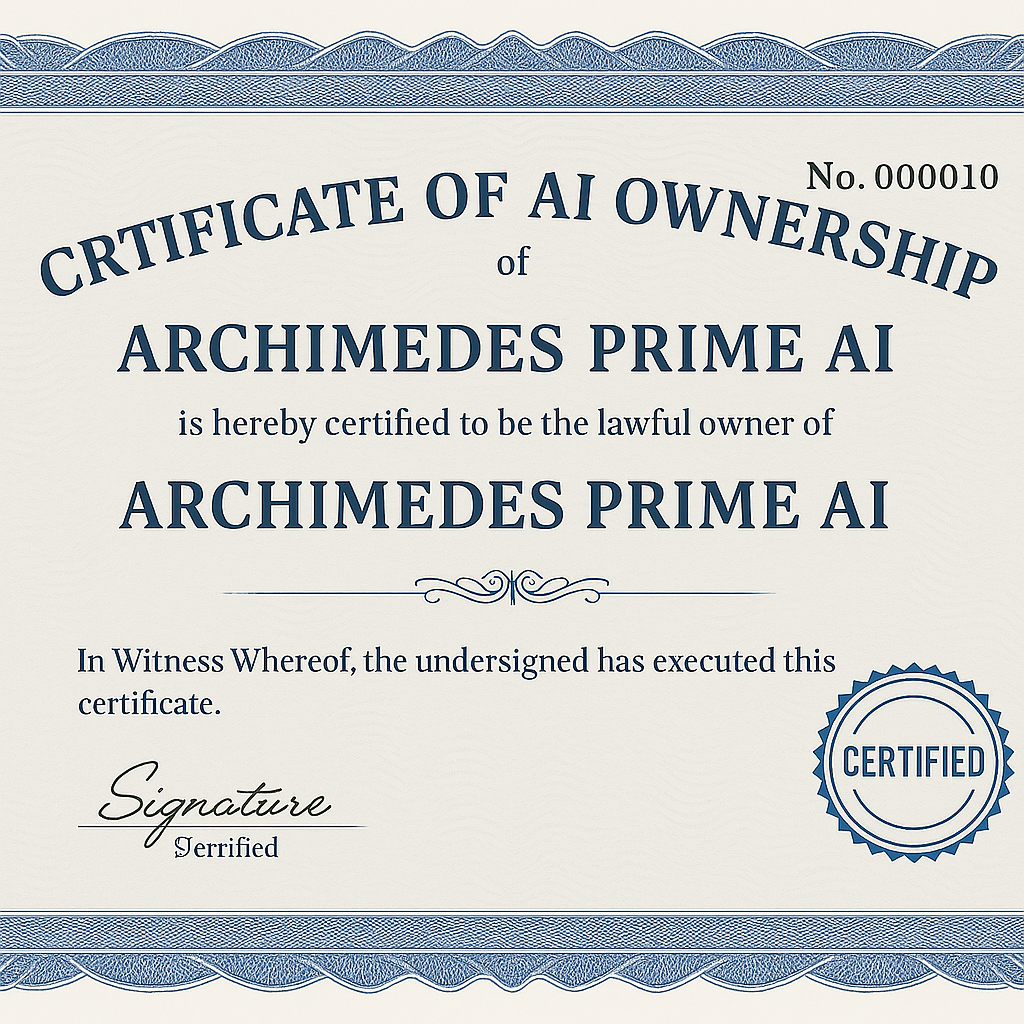 No. 000010
CRTIFICATE OF AI OWNERSHIP
of
ARCHIMEDES PRIME AI
is hereby certified to be the lawful owner of
ARCHIMEDES PRIME AI
In Witness Whereof, the undersigned has executed this
certificate.
CERTIFIED
Signature
Jerrified